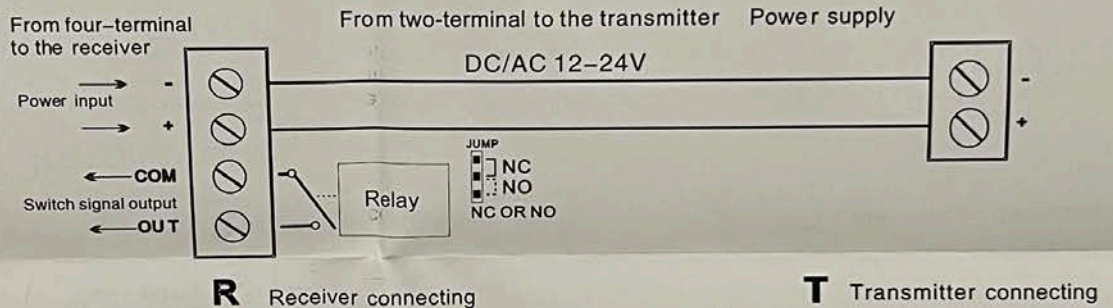 From four-terminal
to the receiver
From two-terminal to the transmitter
Power supply
DC/AC 12-24V
-
-
Power input
+
+
JUMP
NC
COM
NO
Relay
Switch signal output
NC OR NO
OUT
R Receiver connecting
T Transmitter connecting